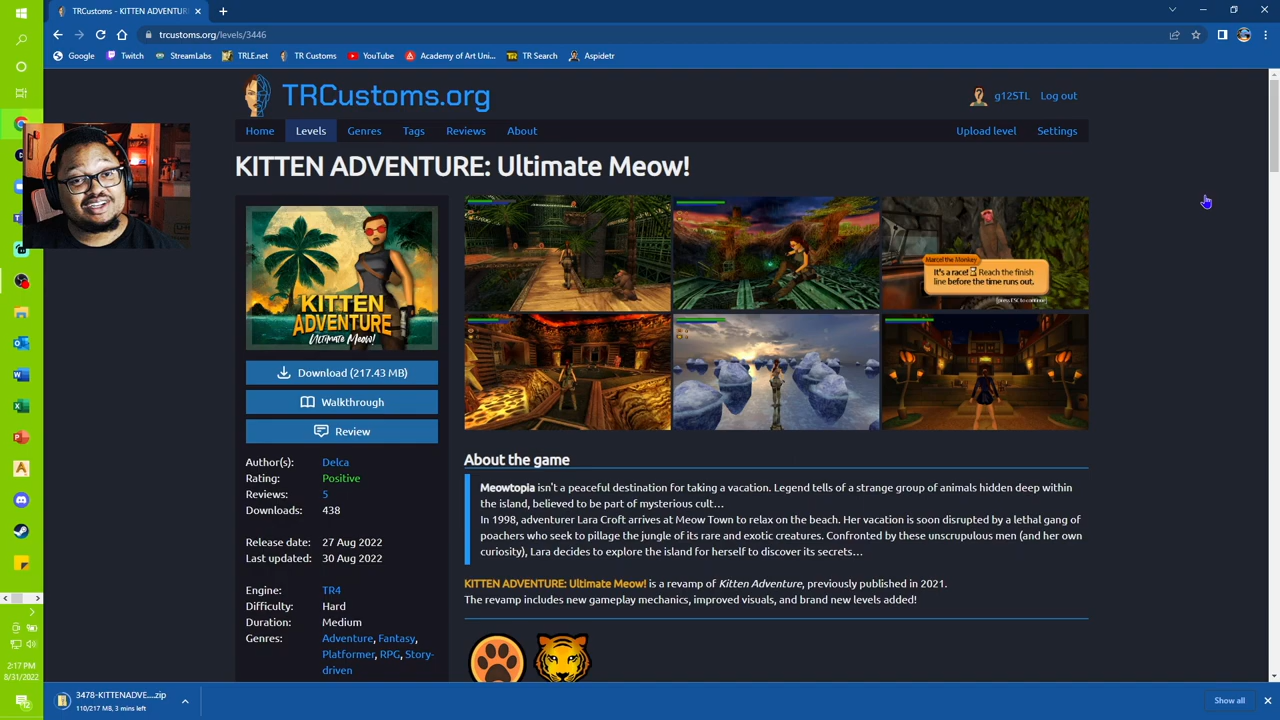 TRCustoms - KITTEN ADVENTUR
trcustoms.org/levels/3446
Google Twitch StreamLabs TRLE.net TR Customs YouTube Academy of Art Uni... TR Search Aspidetr
TRCustoms.org
g12STL Log out
Home Levels Genres Tags Reviews About Upload level Settings
KITTEN ADVENTURE: Ultimate Meow!
KITTEN
ADVENTURE
Ultimate Meow!
Marcel the Monkey
It's a race! Reach the finish
line before the time runs out.
[press ESC to continue]
Download (217.43 MB)
Walkthrough
Review
Author(s): Delca
Rating: Positive
Reviews: 5
Downloads: 438
Release date: 27 Aug 2022
Last updated: 30 Aug 2022
Engine: TR4
Difficulty: Hard
Duration: Medium
Genres: Adventure, Fantasy,
Platformer, RPG, Story-
driven
About the game
Meowtopia isn't a peaceful destination for taking a vacation. Legend tells of a strange group of animals hidden deep within
the island, believed to be part of mysterious cult…
In 1998, adventurer Lara Croft arrives at Meow Town to relax on the beach. Her vacation is soon disrupted by a lethal gang of
poachers who seek to pillage the jungle of its rare and exotic creatures. Confronted by these unscrupulous men (and her own
curiosity), Lara decides to explore the island for herself to discover its secrets…
KITTEN ADVENTURE: Ultimate Meow! is a revamp of Kitten Adventure, previously published in 2021.
The revamp includes new gameplay mechanics, improved visuals, and brand new levels added!
2:17 PM
8/31/2022
3478-KITTENADVE....zip
110/217 MB, 3 mins left
Show all